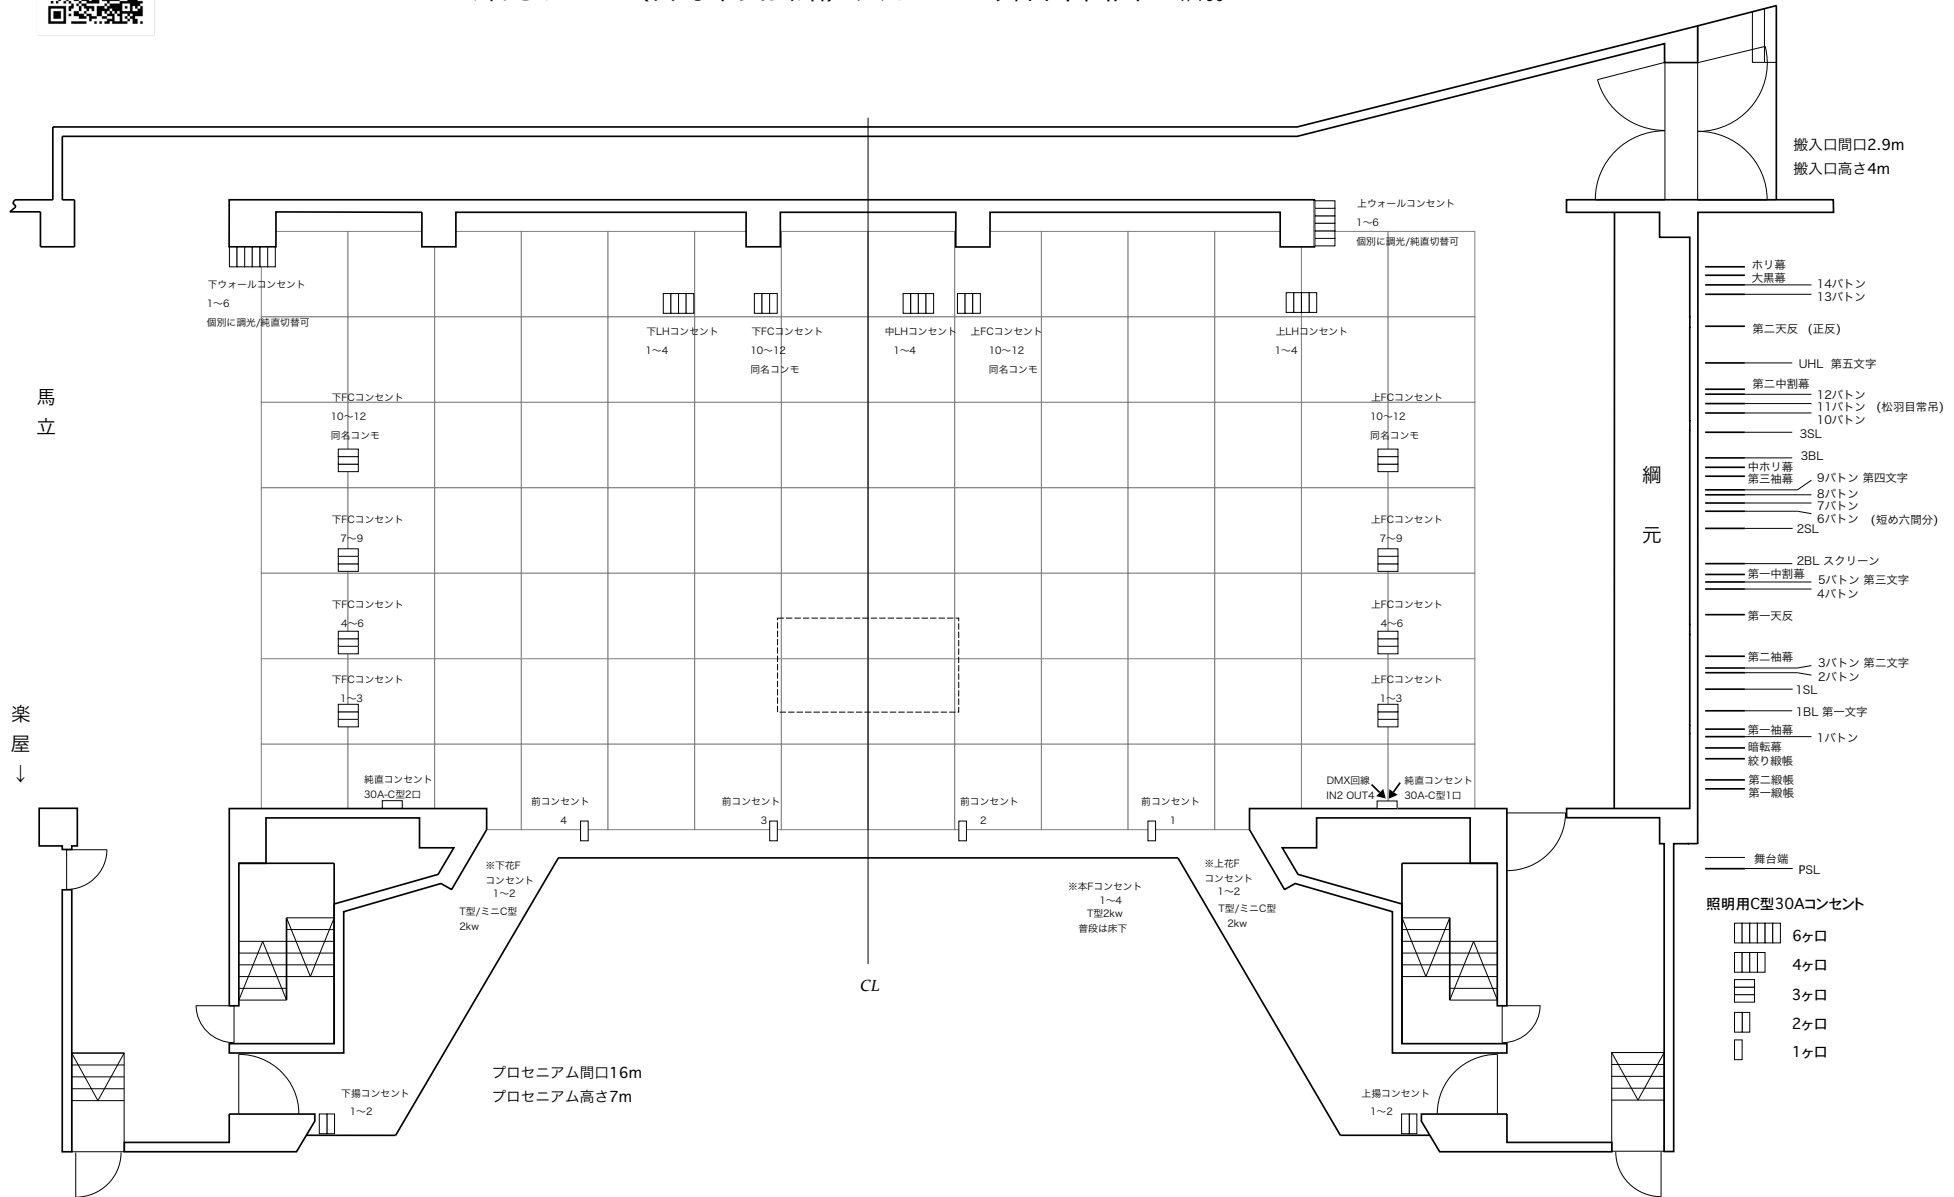 搬入口間口2.9m
搬入口高さ4m
上ウォールコンセント
1〜6
個別に調光/純直切替可
下ウォールコンセント
1〜6
個別に調光/純直切替可
下LHコンセント
1〜4
下FCコンセント
10〜12
同名コンモ
中LHコンセント
1〜4
上FCコンセント
10〜12
同名コンモ
上LHコンセント
1〜4
馬
立
下FCコンセント
10〜12
同名コンモ
上FCコンセント
10〜12
同名コンモ
下FCコンセント
7〜9
上FCコンセント
7〜9
下FCコンセント
4〜6
上FCコンセント
4〜6
下FCコンセント
1〜3
上FCコンセント
1〜3
楽
屋
↓
純直コンセント
30A-C型2口
前コンセント
4
前コンセント
3
前コンセント
2
前コンセント
1
DMX回線
IN2 OUT4
純直コンセント
30A-C型1口
※下花F
コンセント
1〜2
T型/ミニC型
2kw
※本Fコンセント
1〜4
T型2kw
普段は床下
※上花F
コンセント
1〜2
T型/ミニC型
2kw
CL
プロセニアム間口16m
プロセニアム高さ7m
下揚コンセント
1〜2
上揚コンセント
1〜2
綱
元
ホリ幕
大黒幕
14バトン
13バトン
第二天反 (正反)
UHL 第五文字
第二中割幕
12バトン
11バトン (松羽目常吊)
10バトン
3SL
3BL
中ホリ幕
第三袖幕
9バトン 第四文字
8バトン
7バトン
6バトン (短め六間分)
2SL
2BL スクリーン
第一中割幕
5バトン 第三文字
4バトン
第一天反
第二袖幕
3バトン 第二文字
2バトン
1SL
1BL 第一文字
第一袖幕
1バトン
暗転幕
絞り緞帳
第二緞帳
第一緞帳
舞台端
PSL
照明用C型30Aコンセント
6ヶ口
4ヶ口
3ヶ口
2ヶ口
1ヶ口